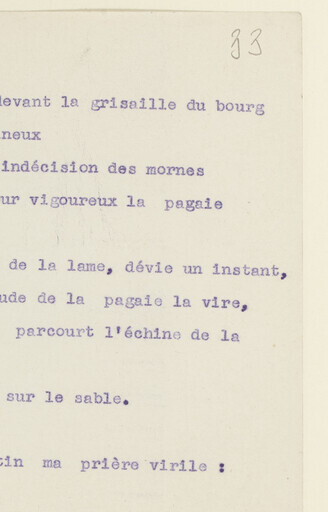 33
devant la grisaille du bourg
neux
indécision des mornes
ur vigoureux la pagaie
de la lame, dévie un instant,
ude de la pagaie la vire,
parcourt l'échine de la
sur le sable.
tin ma prière virile :